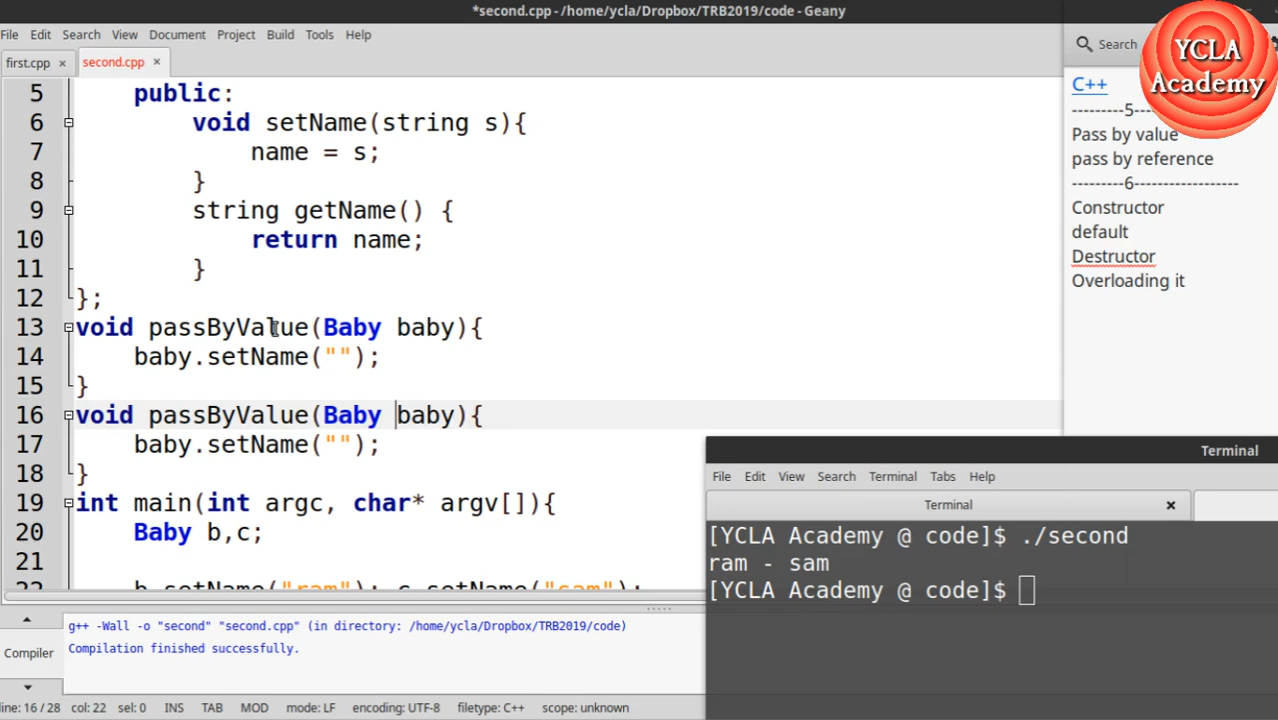 *second.cpp - /home/ycla/Dropbox/TRB2019/code - Geany
File Edit Search View Document Project Build Tools Help
first.cpp × second.cpp ×
5 public:
6 void setName(string s){
7 name = s;
8 }
9 string getName() {
10 return name;
11 }
12 };
13 void passByValue(Baby baby){
14 baby.setName("");
15 }
16 void passByValue(Baby baby){
17 baby.setName("");
18 }
19 int main(int argc, char* argv[]){
20 Baby b,c;
21
22 b.setName("ram"); c.setName("sam");
Compiler
g++ -Wall -o "second" "second.cpp" (in directory: /home/ycla/Dropbox/TRB2019/code)
Compilation finished successfully.
line: 16 / 28 col: 22 sel: 0 INS TAB MOD mode: LF encoding: UTF-8 filetype: C++ scope: unknown
Search
YCLA
Academy
C++
---------5---
Pass by value
pass by reference
---------6------------------
Constructor
default
Destructor
Overloading it
Terminal
File Edit View Search Terminal Tabs Help
Terminal ×
[YCLA Academy @ code]$ ./second
ram - sam
[YCLA Academy @ code]$